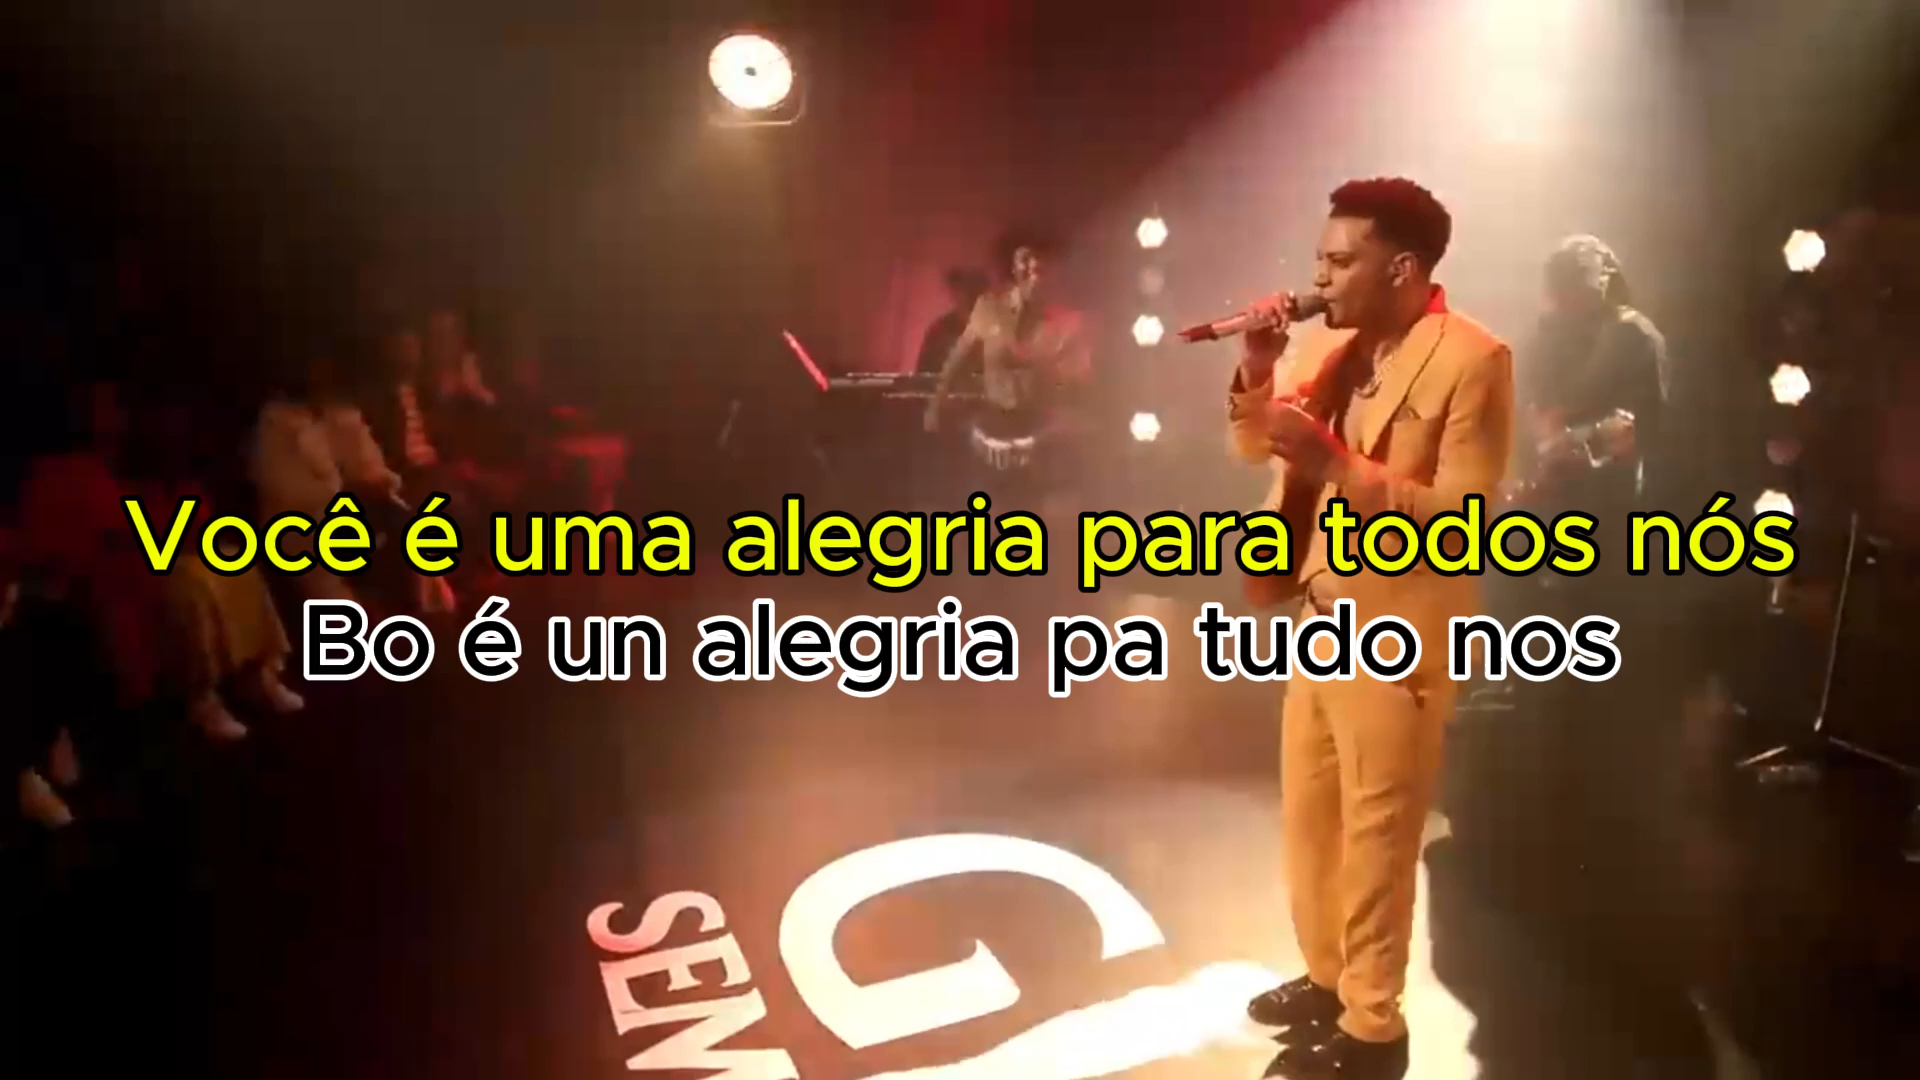 Você é uma alegria para todos nós
Bo é un alegria pa tudo nos
G
SEM